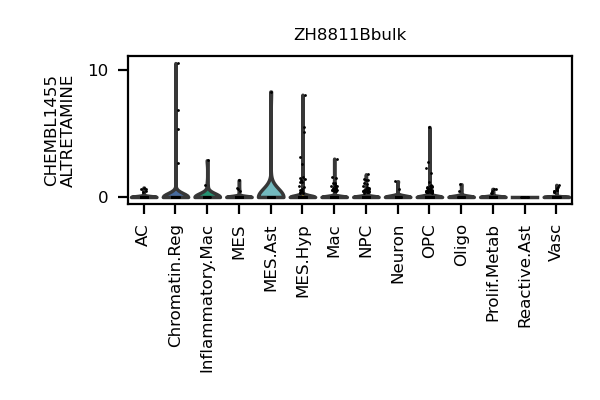 ZH8811Bbulk
CHEMBL1455
ALTRETAMINE
10
0
AC
Chromatin.Reg
Inflammatory.Mac
MES
MES.Ast
MES.Hyp
Mac
NPC
Neuron
OPC
Oligo
Prolif.Metab
Reactive.Ast
Vasc